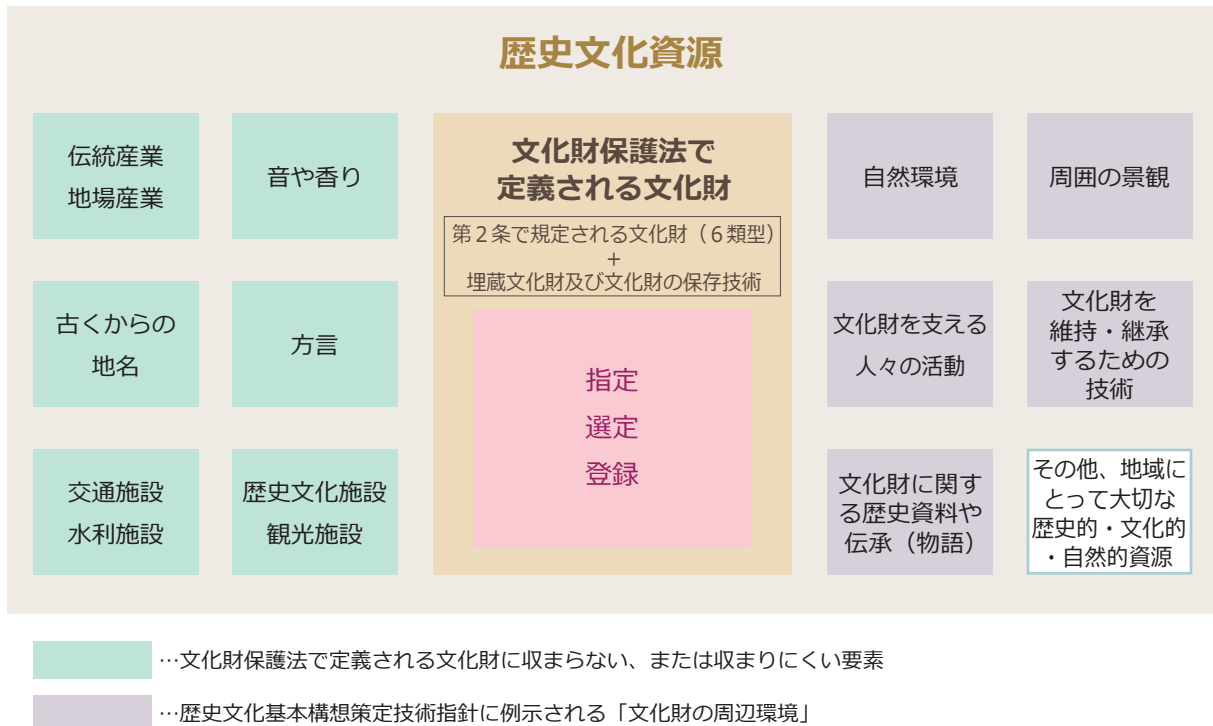 歴史文化資源
伝統産業
地場産業
音や香り
文化財保護法で
定義される文化財
第2条で規定される文化財（6類型）
+
埋蔵文化財及び文化財の保存技術
指定
選定
登録
自然環境
周囲の景観
古くからの
地名
方言
文化財を支える
人々の活動
文化財を
維持・継承
するための
技術
交通施設
水利施設
歴史文化施設
観光施設
文化財に関す
る歴史資料や
伝承（物語）
その他、地域に
とって大切な
歴史的・文化的
・自然的資源
…文化財保護法で定義される文化財に収まらない、または収まりにくい要素
…歴史文化基本構想策定技術指針に例示される「文化財の周辺環境」